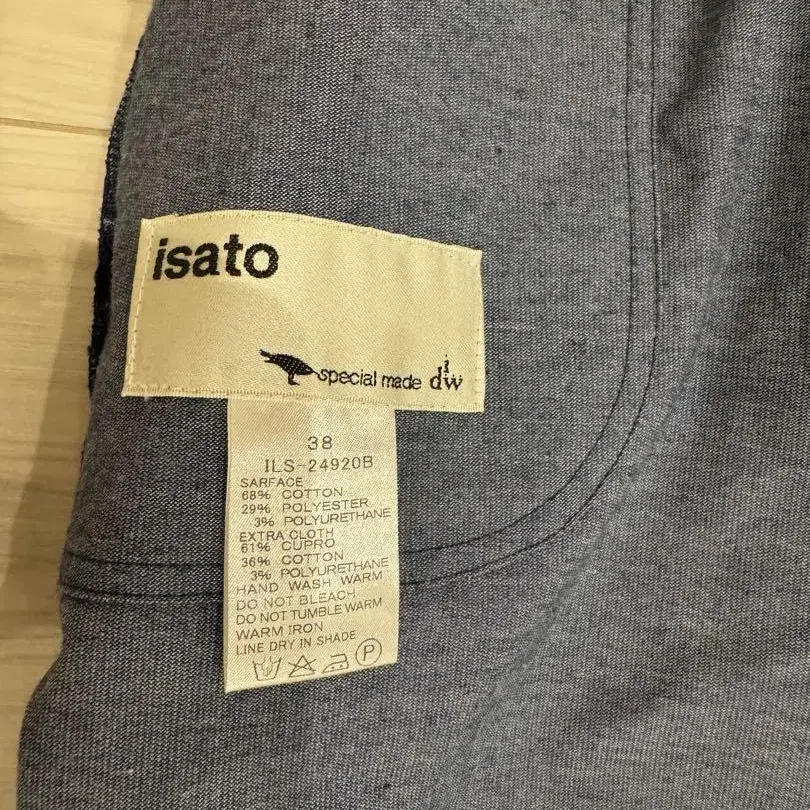 isato
special made diw
38
ILS-24920B
SARFACE
68% COTTON
29% POLYESTER
3% POLYURETHANE
EXTRA CLOTH
61% CUPRO
36% COTTON
3% POLYURETHANE
HAND WASH WARM
DO NOT BLEACH
DO NOT TUMBLE WARM
WARM IRON
LINE DRY IN SHADE
P